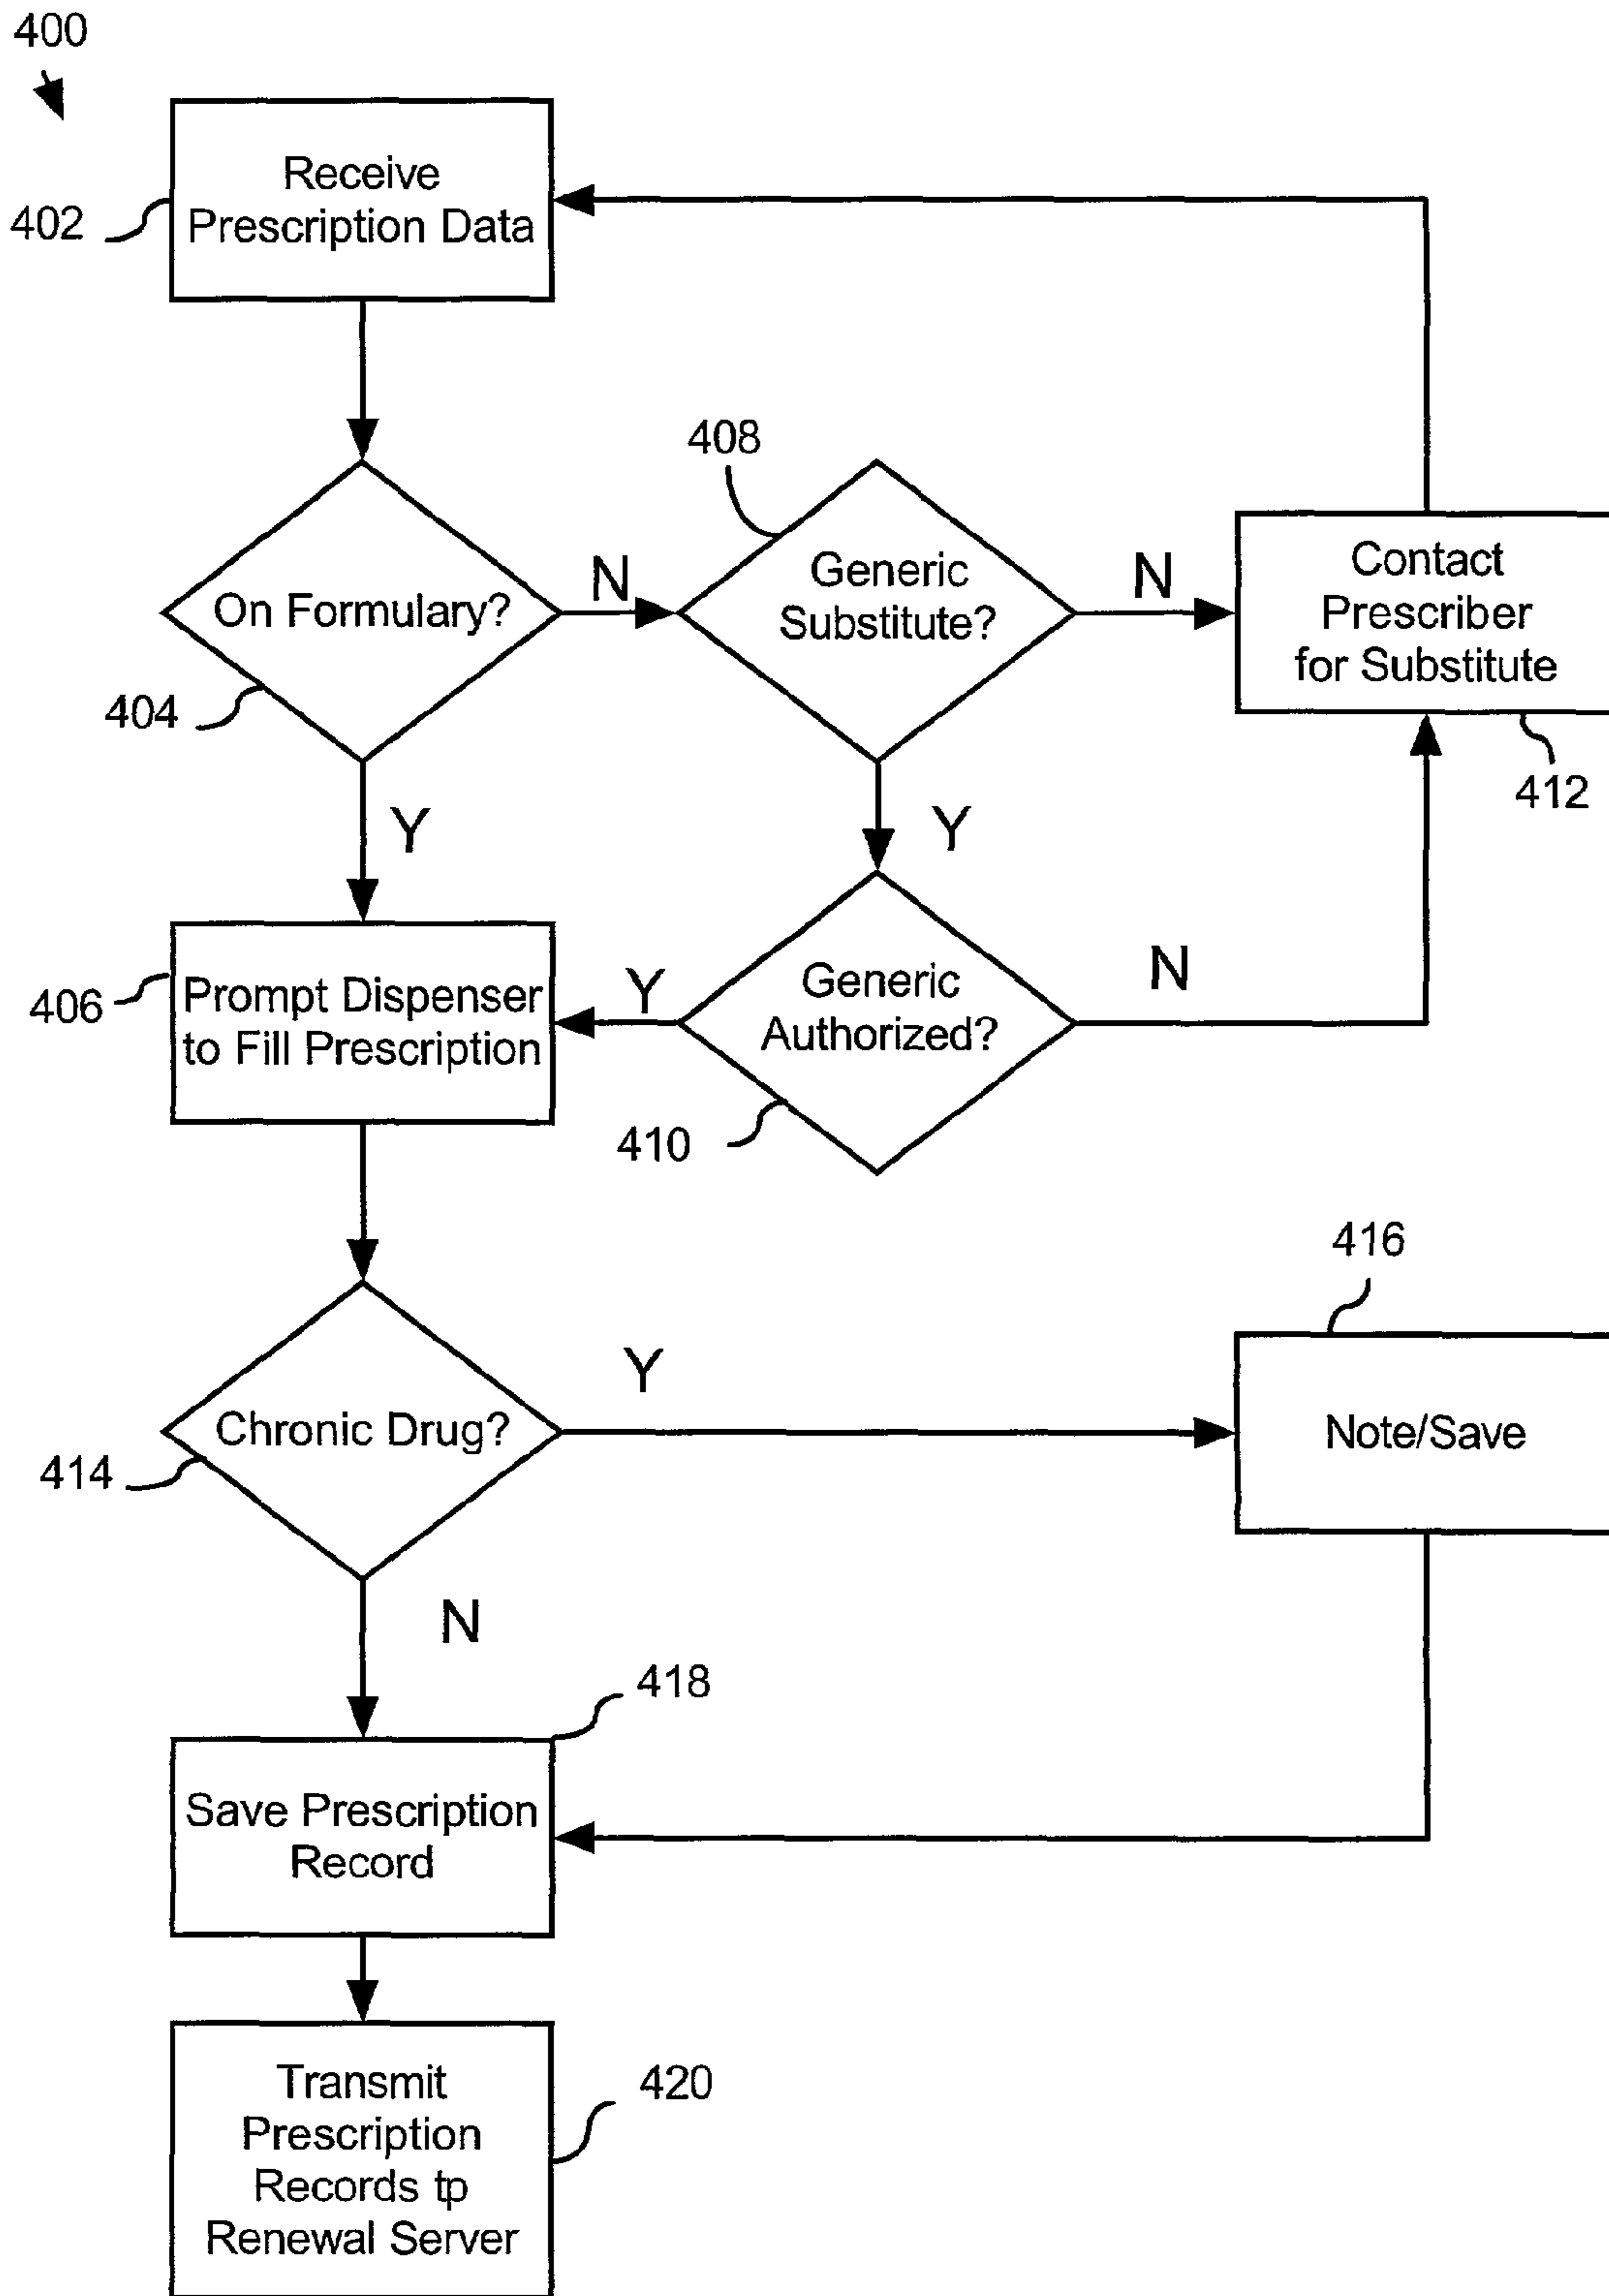 400
Receive
Prescription Data
402
408
On Formulary?
N
Generic
Substitute?
N
Contact
Prescriber
for Substitute
404
412
Y
Y
406
Prompt Dispenser
to Fill Prescription
Y
Generic
Authorized?
N
410
416
Chronic Drug?
Y
Note/Save
414
N
418
Save Prescription
Record
Transmit
Prescription
Records tp
Renewal Server
420